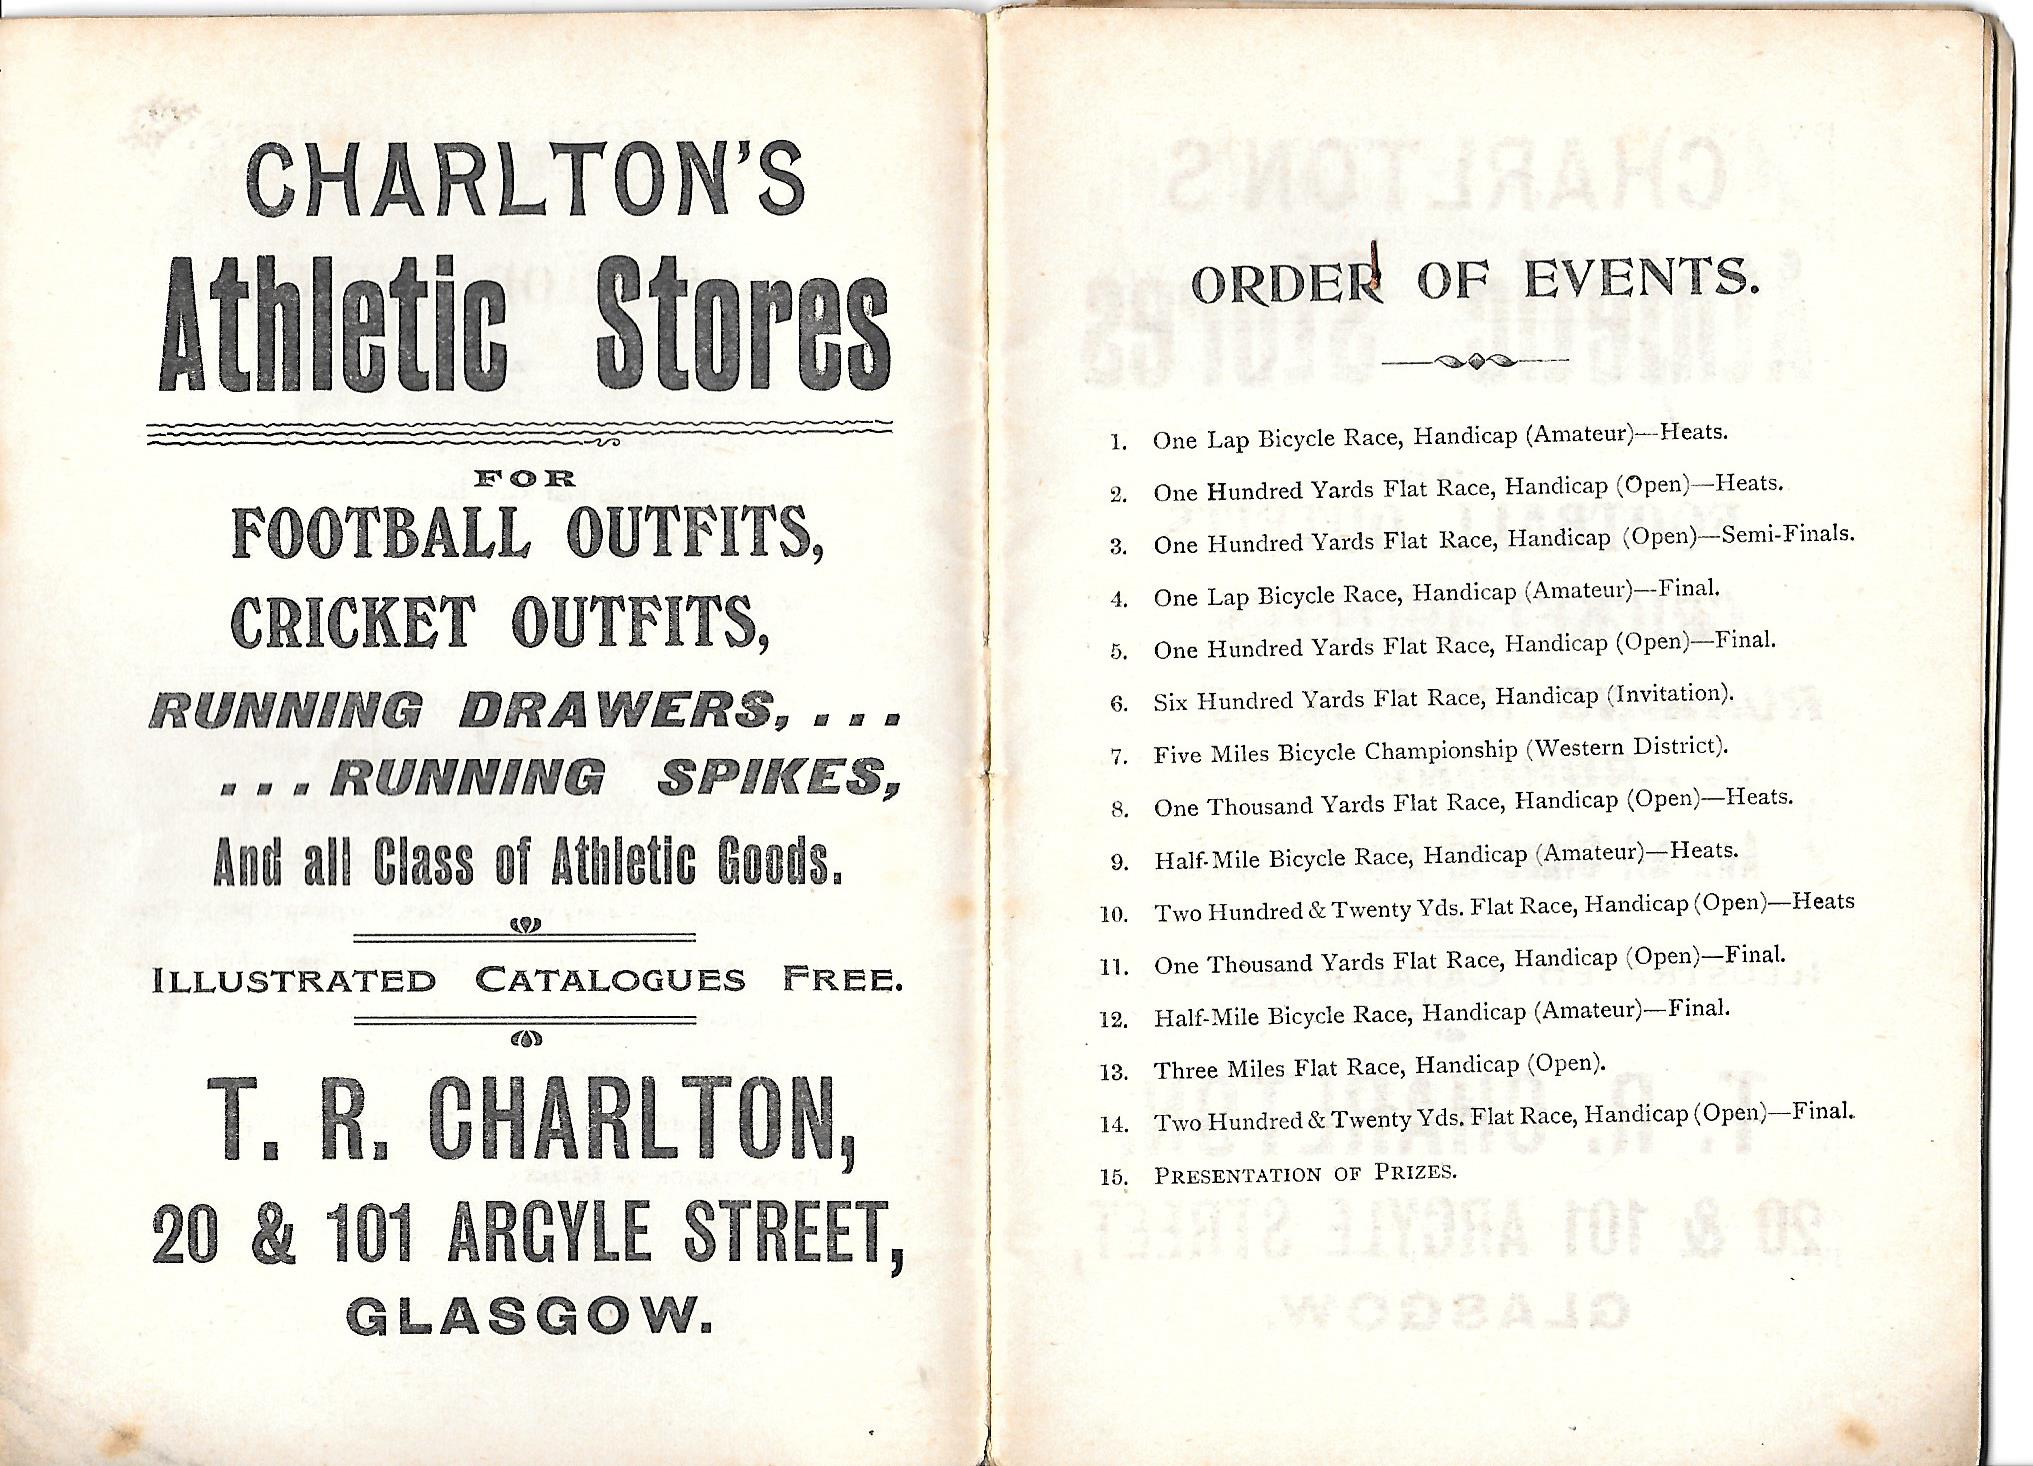 CHARLTON'S
Athletic Stores
FOR
FOOTBALL OUTFITS,
CRICKET OUTFITS,
RUNNING DRAWERS, . . .
. . . RUNNING SPIKES,
And all Class of Athletic Goods.
ILLUSTRATED CATALOGUES FREE.
T. R. CHARLTON,
20 & 101 ARGYLE STREET,
GLASGOW.
ORDER OF EVENTS.
1. One Lap Bicycle Race, Handicap (Amateur)—Heats.
2. One Hundred Yards Flat Race, Handicap (Open)—Heats.
3. One Hundred Yards Flat Race, Handicap (Open)—Semi-Finals.
4. One Lap Bicycle Race, Handicap (Amateur)—Final.
5. One Hundred Yards Flat Race, Handicap (Open)—Final.
6. Six Hundred Yards Flat Race, Handicap (Invitation).
7. Five Miles Bicycle Championship (Western District).
8. One Thousand Yards Flat Race, Handicap (Open)—Heats.
9. Half-Mile Bicycle Race, Handicap (Amateur)—Heats.
10. Two Hundred & Twenty Yds. Flat Race, Handicap (Open)—Heats
11. One Thousand Yards Flat Race, Handicap (Open)—Final.
12. Half-Mile Bicycle Race, Handicap (Amateur)—Final.
13. Three Miles Flat Race, Handicap (Open).
14. Two Hundred & Twenty Yds. Flat Race, Handicap (Open)—Final.
15. PRESENTATION OF PRIZES.